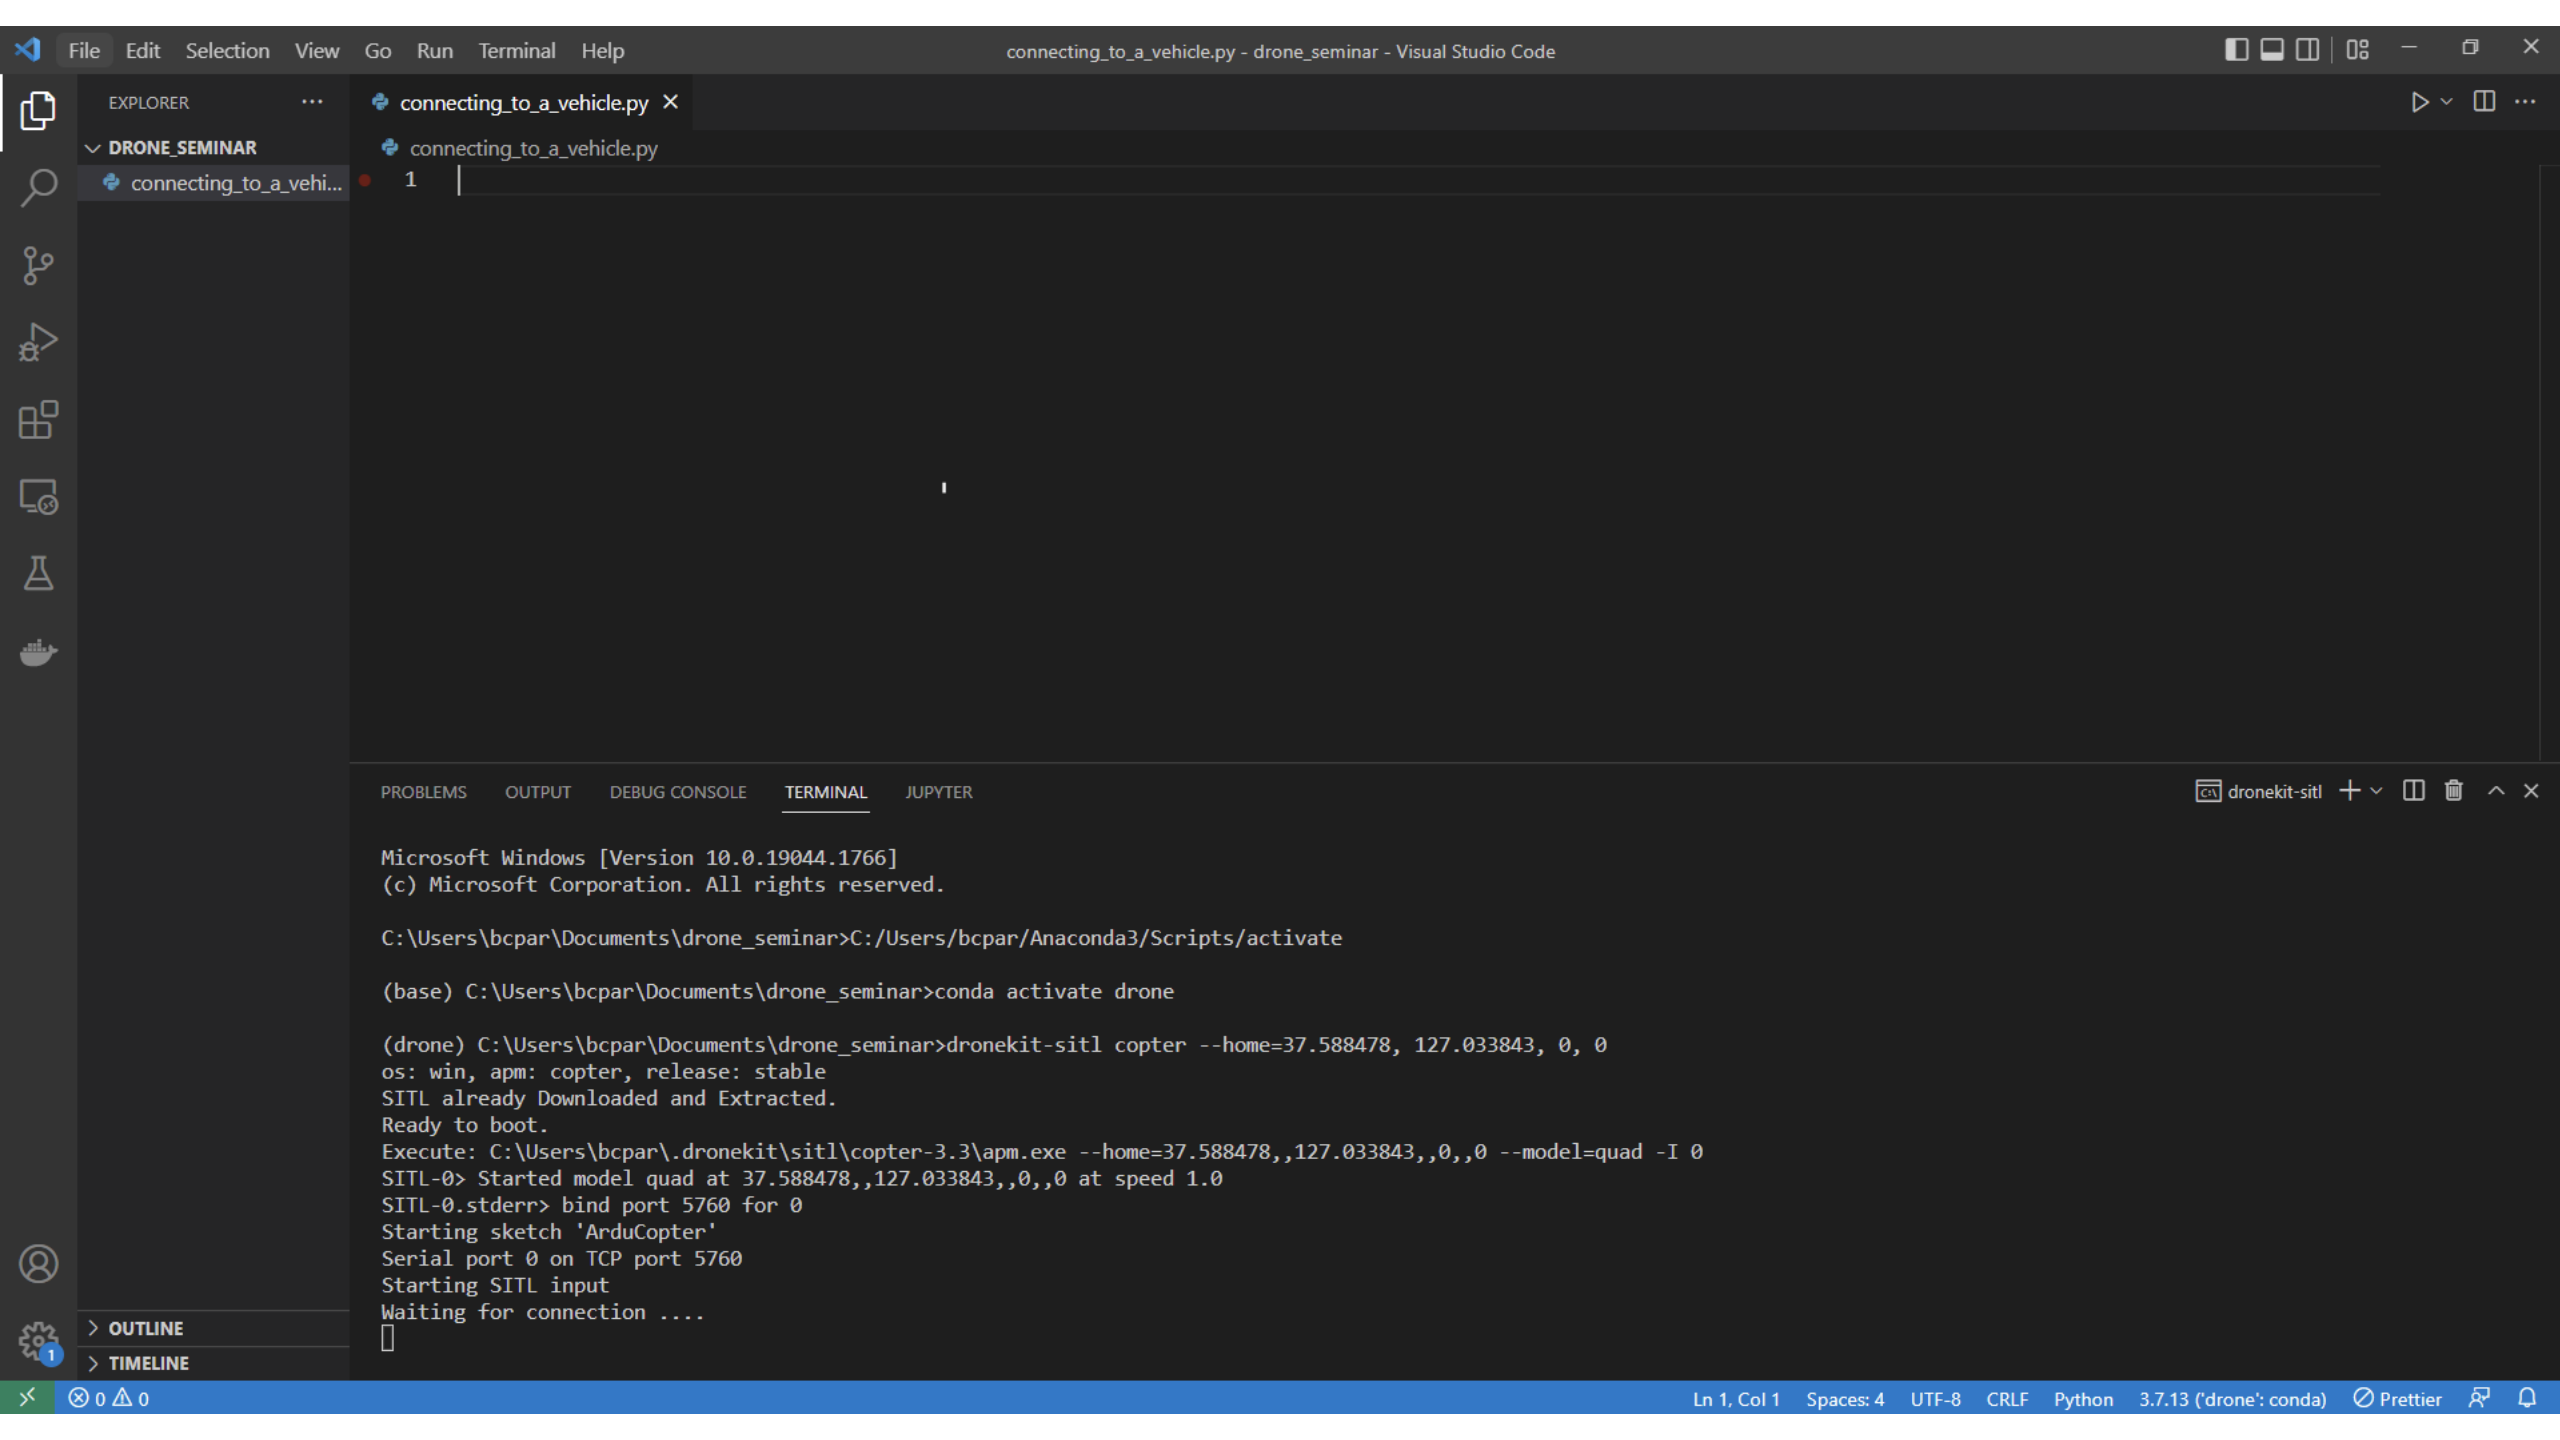 File Edit Selection View Go Run Terminal Help
connecting_to_a_vehicle.py - drone_seminar - Visual Studio Code
EXPLORER
connecting_to_a_vehicle.py
DRONE_SEMINAR
connecting_to_a_vehicle.py
connecting_to_a_vehi...
1
PROBLEMS OUTPUT DEBUG CONSOLE TERMINAL JUPYTER
dronekit-sitl
Microsoft Windows [Version 10.0.19044.1766]
(c) Microsoft Corporation. All rights reserved.
C:\Users\bcpar\Documents\drone_seminar>C:/Users/bcpar/Anaconda3/Scripts/activate
(base) C:\Users\bcpar\Documents\drone_seminar>conda activate drone
(drone) C:\Users\bcpar\Documents\drone_seminar>dronekit-sitl copter --home=37.588478, 127.033843, 0, 0
os: win, apm: copter, release: stable
SITL already Downloaded and Extracted.
Ready to boot.
Execute: C:\Users\bcpar\.dronekit\sitl\copter-3.3\apm.exe --home=37.588478,,127.033843,,0,,0 --model=quad -I 0
SITL-0> Started model quad at 37.588478,,127.033843,,0,,0 at speed 1.0
SITL-0.stderr> bind port 5760 for 0
Starting sketch 'ArduCopter'
Serial port 0 on TCP port 5760
Starting SITL input
Waiting for connection ....
OUTLINE
TIMELINE
1
0 0
Ln 1, Col 1 Spaces: 4 UTF-8 CRLF Python 3.7.13 ('drone': conda) Prettier